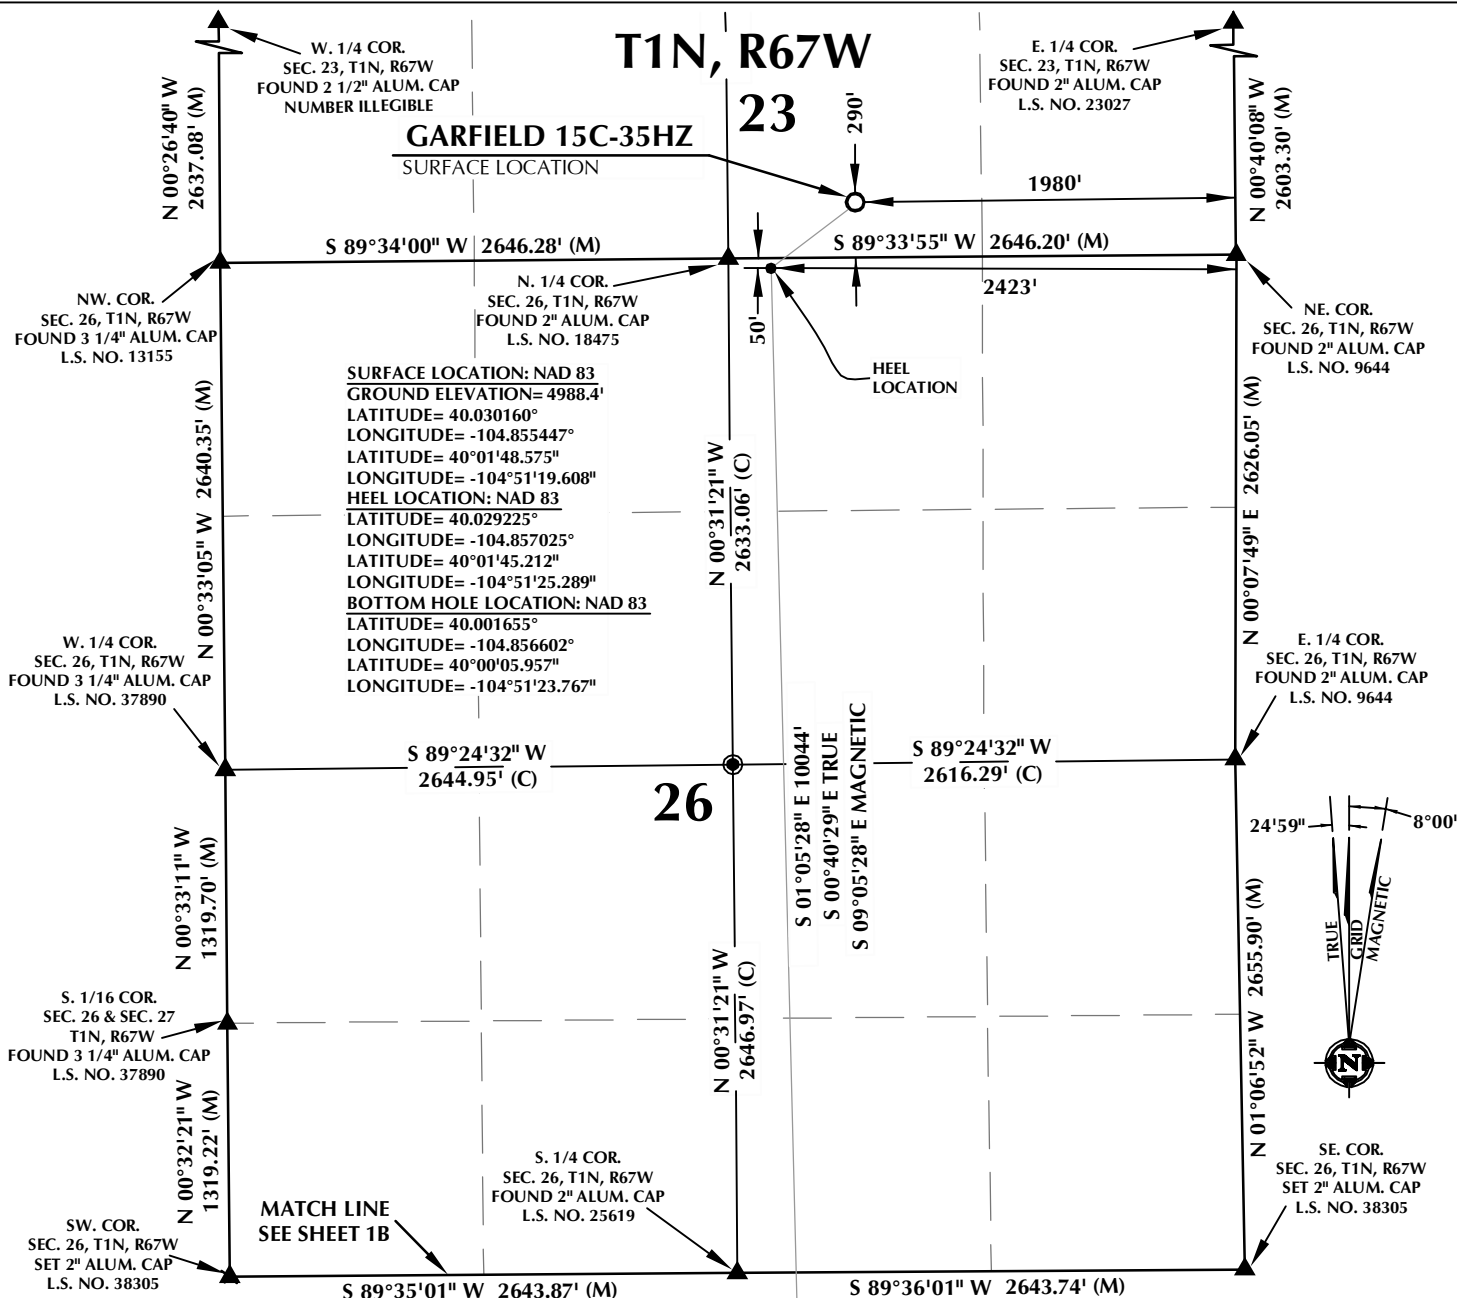 T1N, R67W
23
W. 1/4 COR.
SEC. 23, T1N, R67W
FOUND 2 1/2" ALUM. CAP
NUMBER ILLEGIBLE
E. 1/4 COR.
SEC. 23, T1N, R67W
FOUND 2" ALUM. CAP
L.S. NO. 23027
N 00°26'40" W
2637.08' (M)
GARFIELD 15C-35HZ
SURFACE LOCATION
290'
1980'
N 00°40'08" W
2603.30' (M)
S 89°34'00" W 2646.28' (M)
S 89°33'55" W 2646.20' (M)
NW. COR.
SEC. 26, T1N, R67W
FOUND 3 1/4" ALUM. CAP
L.S. NO. 13155
N. 1/4 COR.
SEC. 26, T1N, R67W
FOUND 2" ALUM. CAP
L.S. NO. 18475
50'
2423'
HEEL
LOCATION
NE. COR.
SEC. 26, T1N, R67W
FOUND 2" ALUM. CAP
L.S. NO. 9644
SURFACE LOCATION: NAD 83
GROUND ELEVATION= 4988.4'
LATITUDE= 40.030160°
LONGITUDE= -104.855447°
LATITUDE= 40°01'48.575"
LONGITUDE= -104°51'19.608"
HEEL LOCATION: NAD 83
LATITUDE= 40.029225°
LONGITUDE= -104.857025°
LATITUDE= 40°01'45.212"
LONGITUDE= -104°51'25.289"
BOTTOM HOLE LOCATION: NAD 83
LATITUDE= 40.001655°
LONGITUDE= -104.856602°
LATITUDE= 40°00'05.957"
LONGITUDE= -104°51'23.767"
N 00°33'05" W 2640.35' (M)
N 00°31'21" W
2633.06' (C)
N 00°07'49" E 2626.05' (M)
W. 1/4 COR.
SEC. 26, T1N, R67W
FOUND 3 1/4" ALUM. CAP
L.S. NO. 37890
E. 1/4 COR.
SEC. 26, T1N, R67W
FOUND 2" ALUM. CAP
L.S. NO. 9644
S 89°24'32" W
2644.95' (C)
26
S 01°05'28" E 10044'
S 00°40'29" E TRUE
S 09°05'28" E MAGNETIC
S 89°24'32" W
2616.29' (C)
24'59"
8°00'
TRUE
GRID
MAGNETIC
N
N 00°33'11" W
1319.70' (M)
N 00°31'21" W
2646.97' (C)
N 01°06'52" W 2655.90' (M)
S. 1/16 COR.
SEC. 26 & SEC. 27
T1N, R67W
FOUND 3 1/4" ALUM. CAP
L.S. NO. 37890
N 00°32'21" W
1319.22' (M)
S. 1/4 COR.
SEC. 26, T1N, R67W
FOUND 2" ALUM. CAP
L.S. NO. 25619
SE. COR.
SEC. 26, T1N, R67W
SET 2" ALUM. CAP
L.S. NO. 38305
MATCH LINE
SEE SHEET 1B
SW. COR.
SEC. 26, T1N, R67W
SET 2" ALUM. CAP
L.S. NO. 38305
S 89°35'01" W 2643.87' (M)
S 89°36'01" W 2643.74' (M)